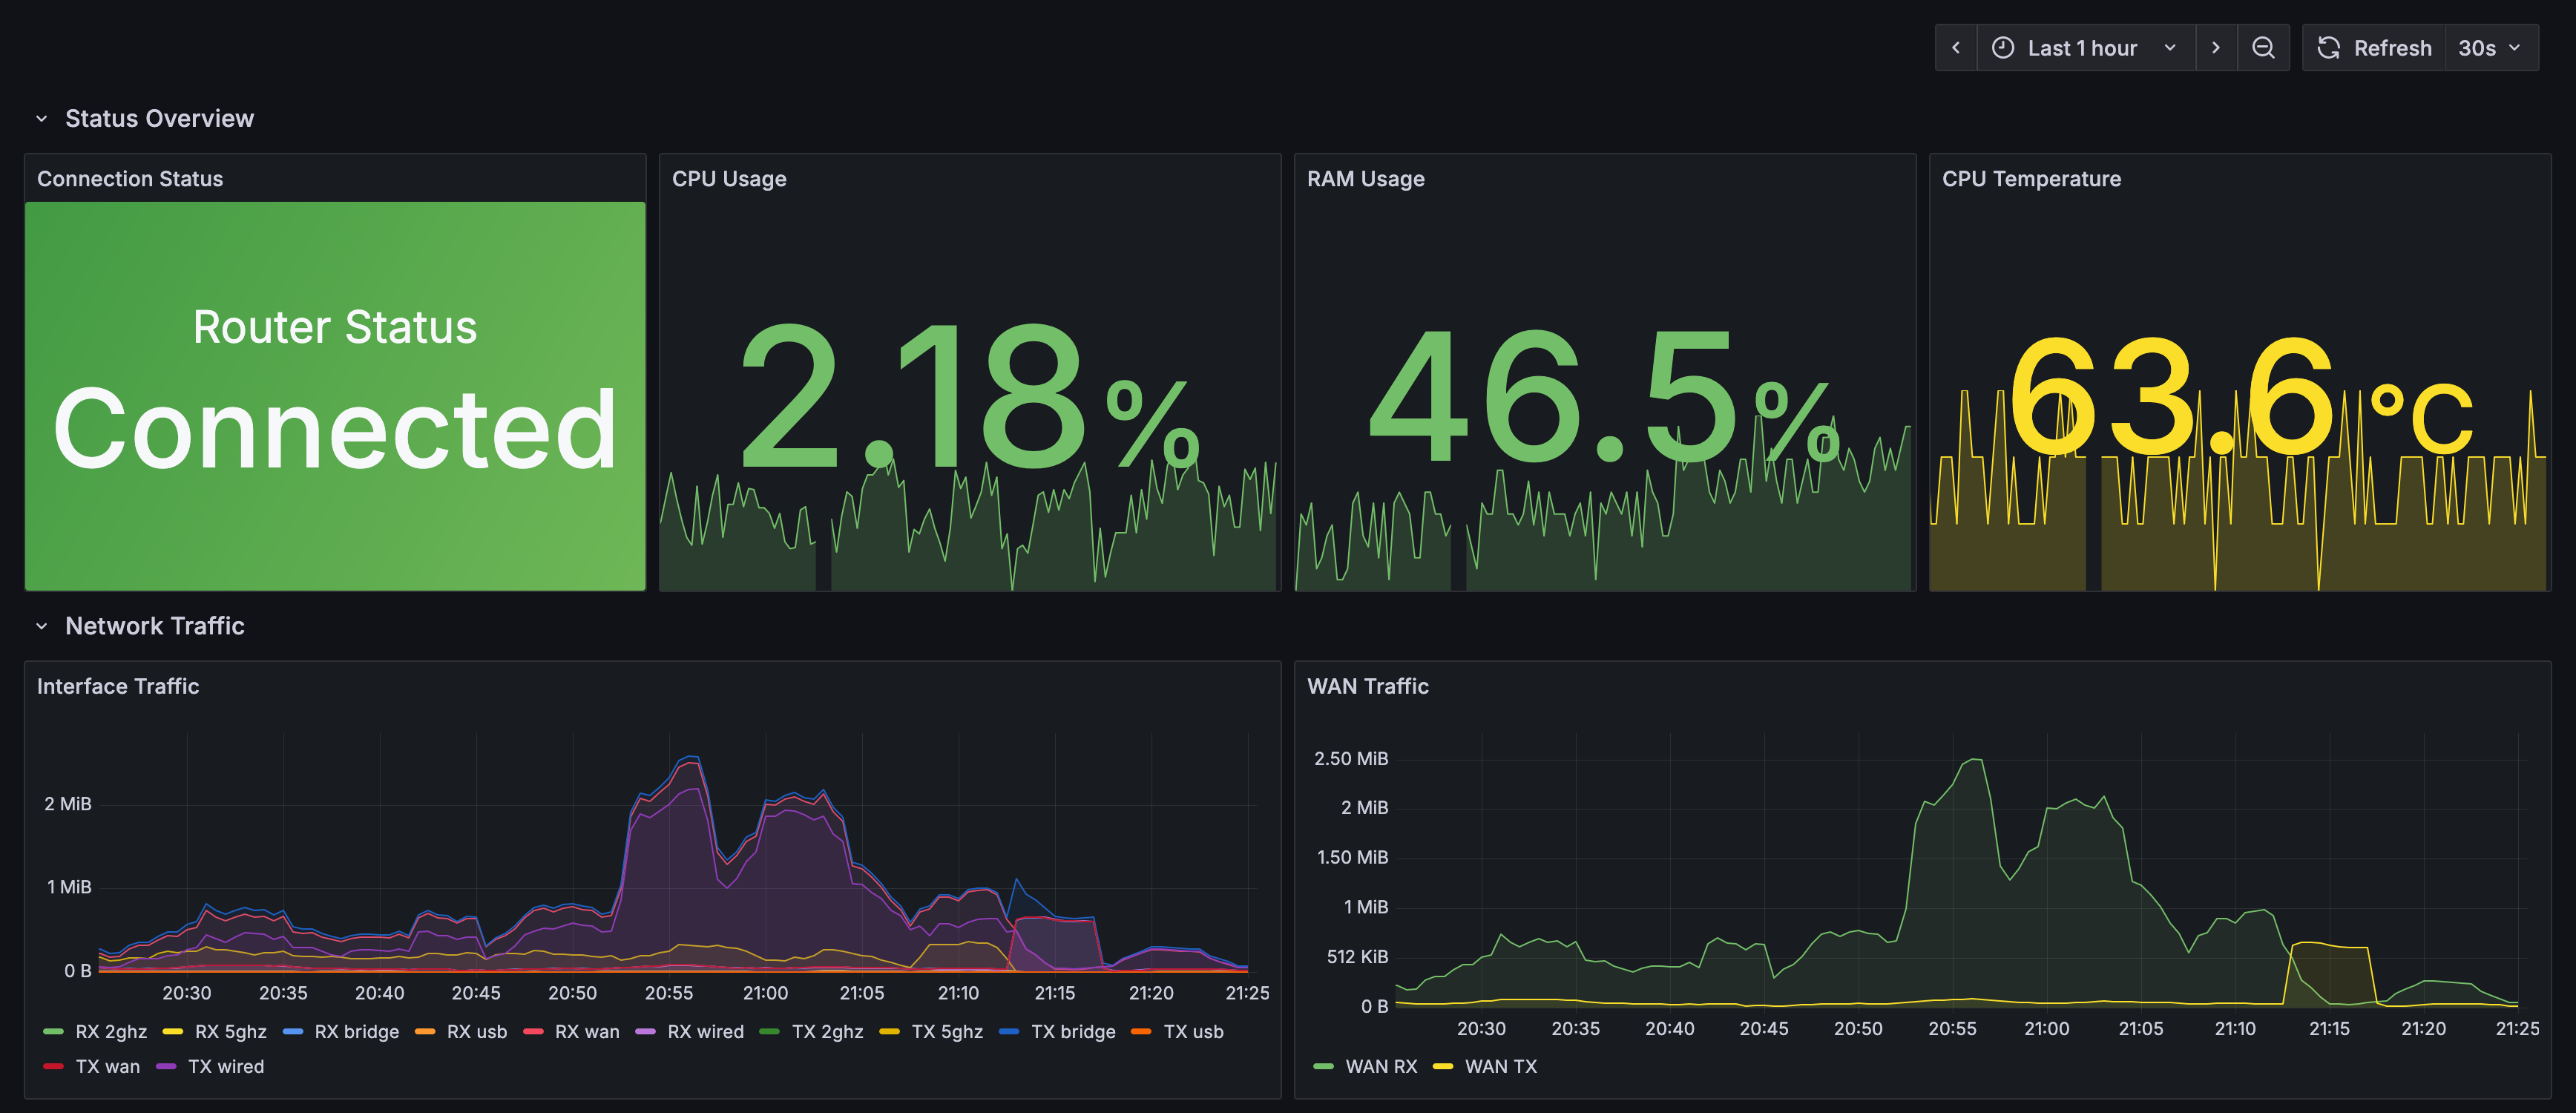 Last 1 hour
Refresh
30s
Status Overview
Connection Status
Router Status
Connected
CPU Usage
2.18%
RAM Usage
46.5%
CPU Temperature
63.6 °C
Network Traffic
Interface Traffic
2 MiB
1 MiB
0 B
20:30 20:35 20:40 20:45 20:50 20:55 21:00 21:05 21:10 21:15 21:20 21:25
RX 2ghz RX 5ghz RX bridge RX usb RX wan RX wired TX 2ghz TX 5ghz TX bridge TX usb
TX wan TX wired
WAN Traffic
2.50 MiB
2 MiB
1.50 MiB
1 MiB
512 KiB
0 B
20:30 20:35 20:40 20:45 20:50 20:55 21:00 21:05 21:10 21:15 21:20 21:25
WAN RX WAN TX